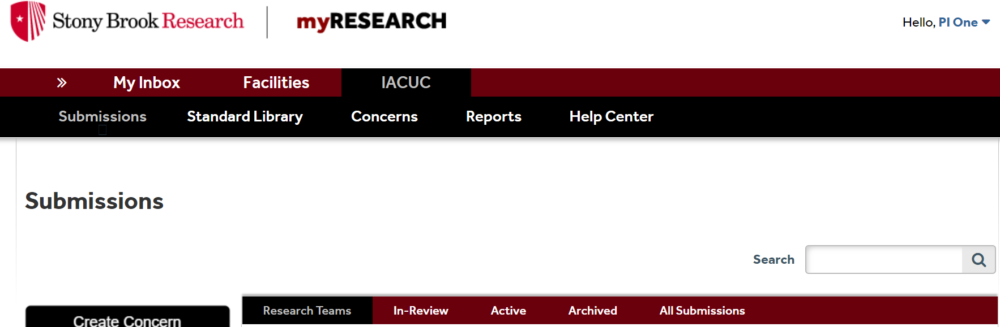 Stony Brook Research myRESEARCH Hello, PI One
My Inbox Facilities IACUC
Submissions Standard Library Concerns Reports Help Center
Submissions
Search
Research Teams In-Review Active Archived All Submissions
Create Concern